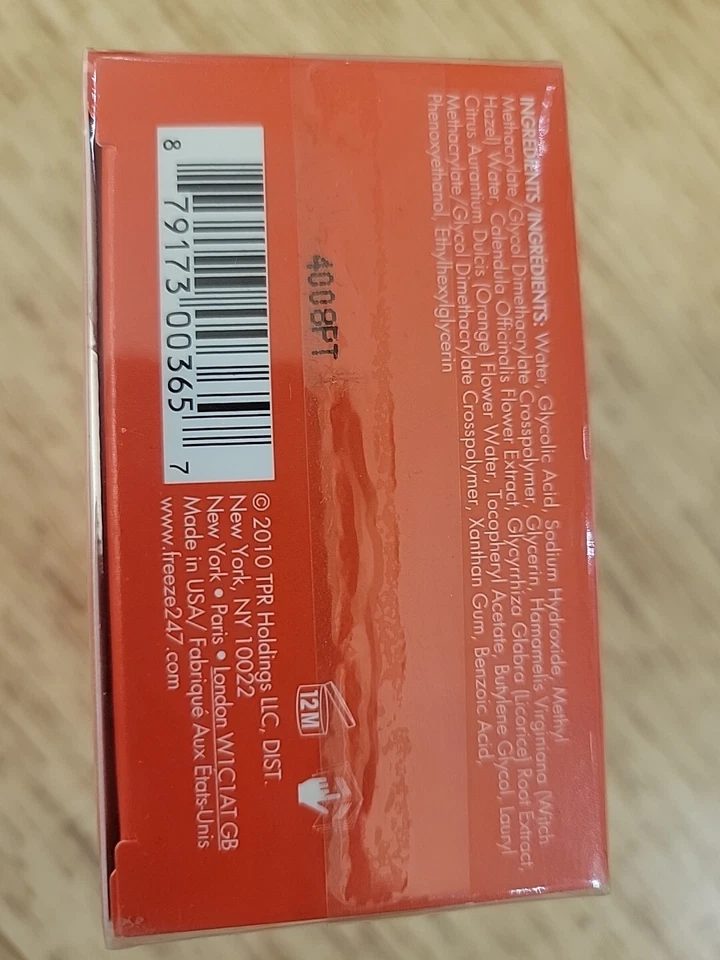 INGREDIENTS/INGRÉDIENTS: Water, Glycolic Acid, Sodium Hydroxide, Methyl
Methacrylate/Glycol Dimethacrylate Crosspolymer, Glycerin, Hamamelis Virginiana (Witch
Hazel) Water, Calendula Officinalis Flower Extract, Glycyrrhiza Glabra (Licorice) Root Extract,
Citrus Aurantium Dulcis (Orange) Flower Water, Tocopheryl Acetate, Butylene Glycol, Lauryl
Methacrylate/Glycol Dimethacrylate Crosspolymer, Xanthan Gum, Benzoic Acid,
Phenoxyethanol, Ethylhexylglycerin
4008PT
12M
8 79173 00365 7
© 2010 TPR Holdings LLC, DIST.
New York, NY 10022
New York • Paris • London W1C1AT.GB
Made in USA/ Fabriqué Aux États-Unis
www.freeze247.com